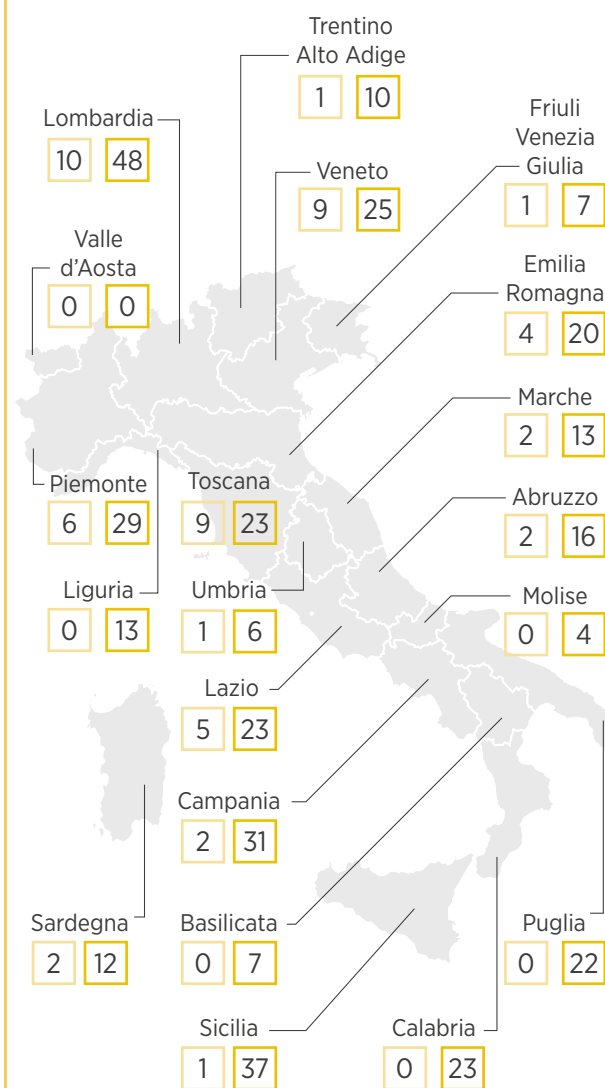 Trentino
Alto Adige
1 10
Lombardia
10 48
Friuli
Venezia
Giulia
1 7
Veneto
9 25
Valle
d'Aosta
0 0
Emilia
Romagna
4 20
Marche
2 13
Piemonte
6 29
Toscana
9 23
Abruzzo
2 16
Liguria
0 13
Umbria
1 6
Molise
0 4
Lazio
5 23
Campania
2 31
Sardegna
2 12
Basilicata
0 7
Puglia
0 22
Sicilia
1 37
Calabria
0 23